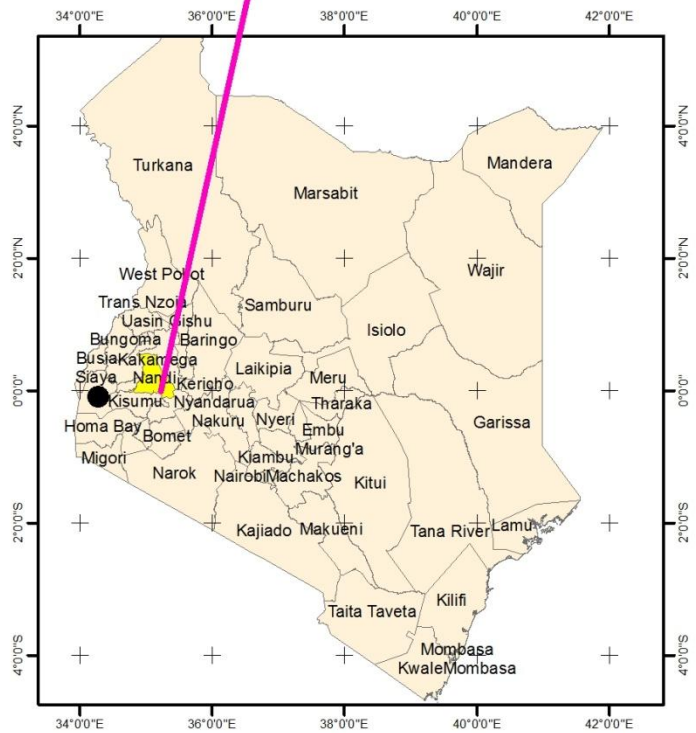 34°0'0"E 36°0'0"E 38°0'0"E 40°0'0"E 42°0'0"E
4°0'0"N 4°0'0"N
Turkana
Mandera
Marsabit
2°0'0"N 2°0'0"N
West Pokot
Wajir
Trans Nzoia
Samburu
Uasin Gishu
Isiolo
Bungoma Baringo
Busia Kakamega
Laikipia
Siaya Nandi Kericho
Meru
0°0'0" 0°0'0"
Kisumu Nyandarua
Tharaka
Homa Bay
Nakuru Nyeri
Garissa
Bomet
Embu
Murang'a
Migori
Kiambu
Narok
Nairobi Machakos
Kitui
2°0'0"S 2°0'0"S
Kajiado Makueni
Tana River Lamu
Kilifi
Taita Taveta
4°0'0"S 4°0'0"S
Mombasa
Kwale Mombasa
34°0'0"E 36°0'0"E 38°0'0"E 40°0'0"E 42°0'0"E